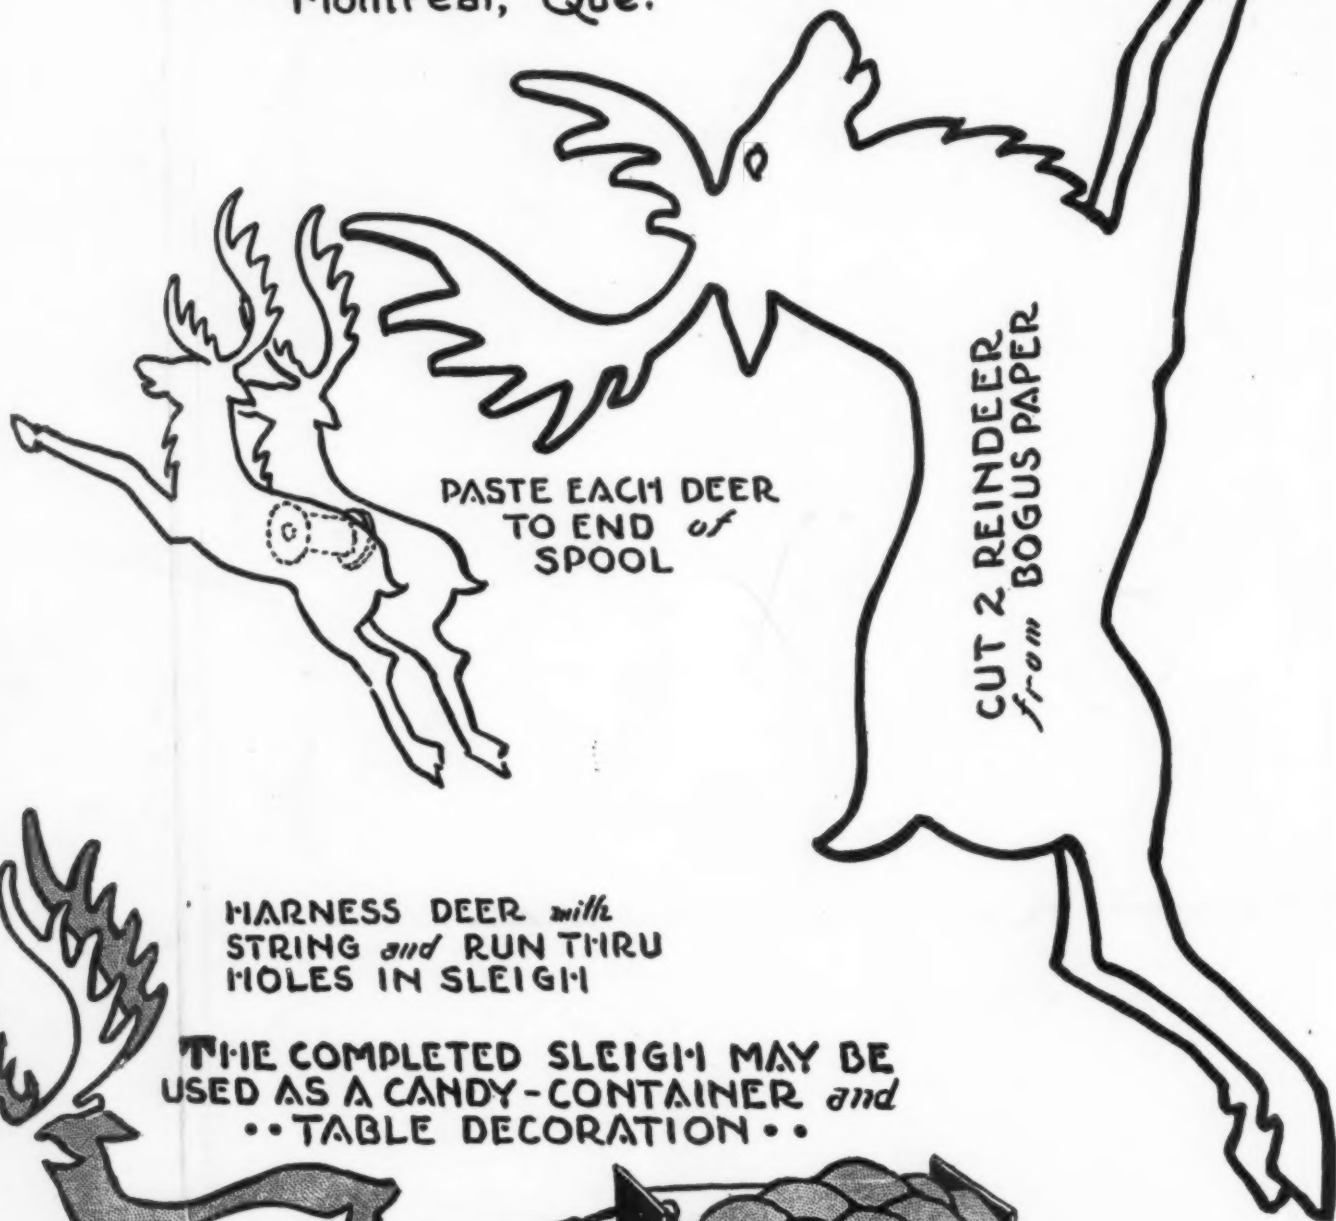 Montreal, Que.
PASTE EACH DEER
TO END of
SPOOL
CUT 2 REINDEER
from BOGUS PAPER
HARNESS DEER with
STRING and RUN THRU
HOLES IN SLEIGH
THE COMPLETED SLEIGH MAY BE
USED AS A CANDY-CONTAINER and
••TABLE DECORATION••